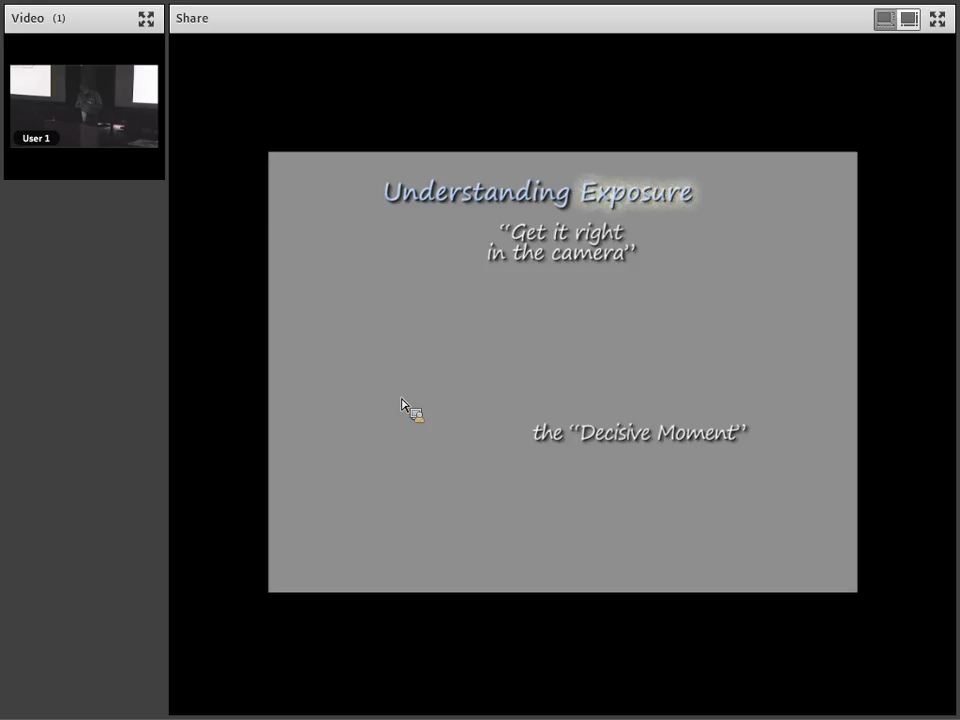 Video (1)
Share
User 1
Understanding Exposure
“Get it right
in the camera”
the “Decisive Moment”